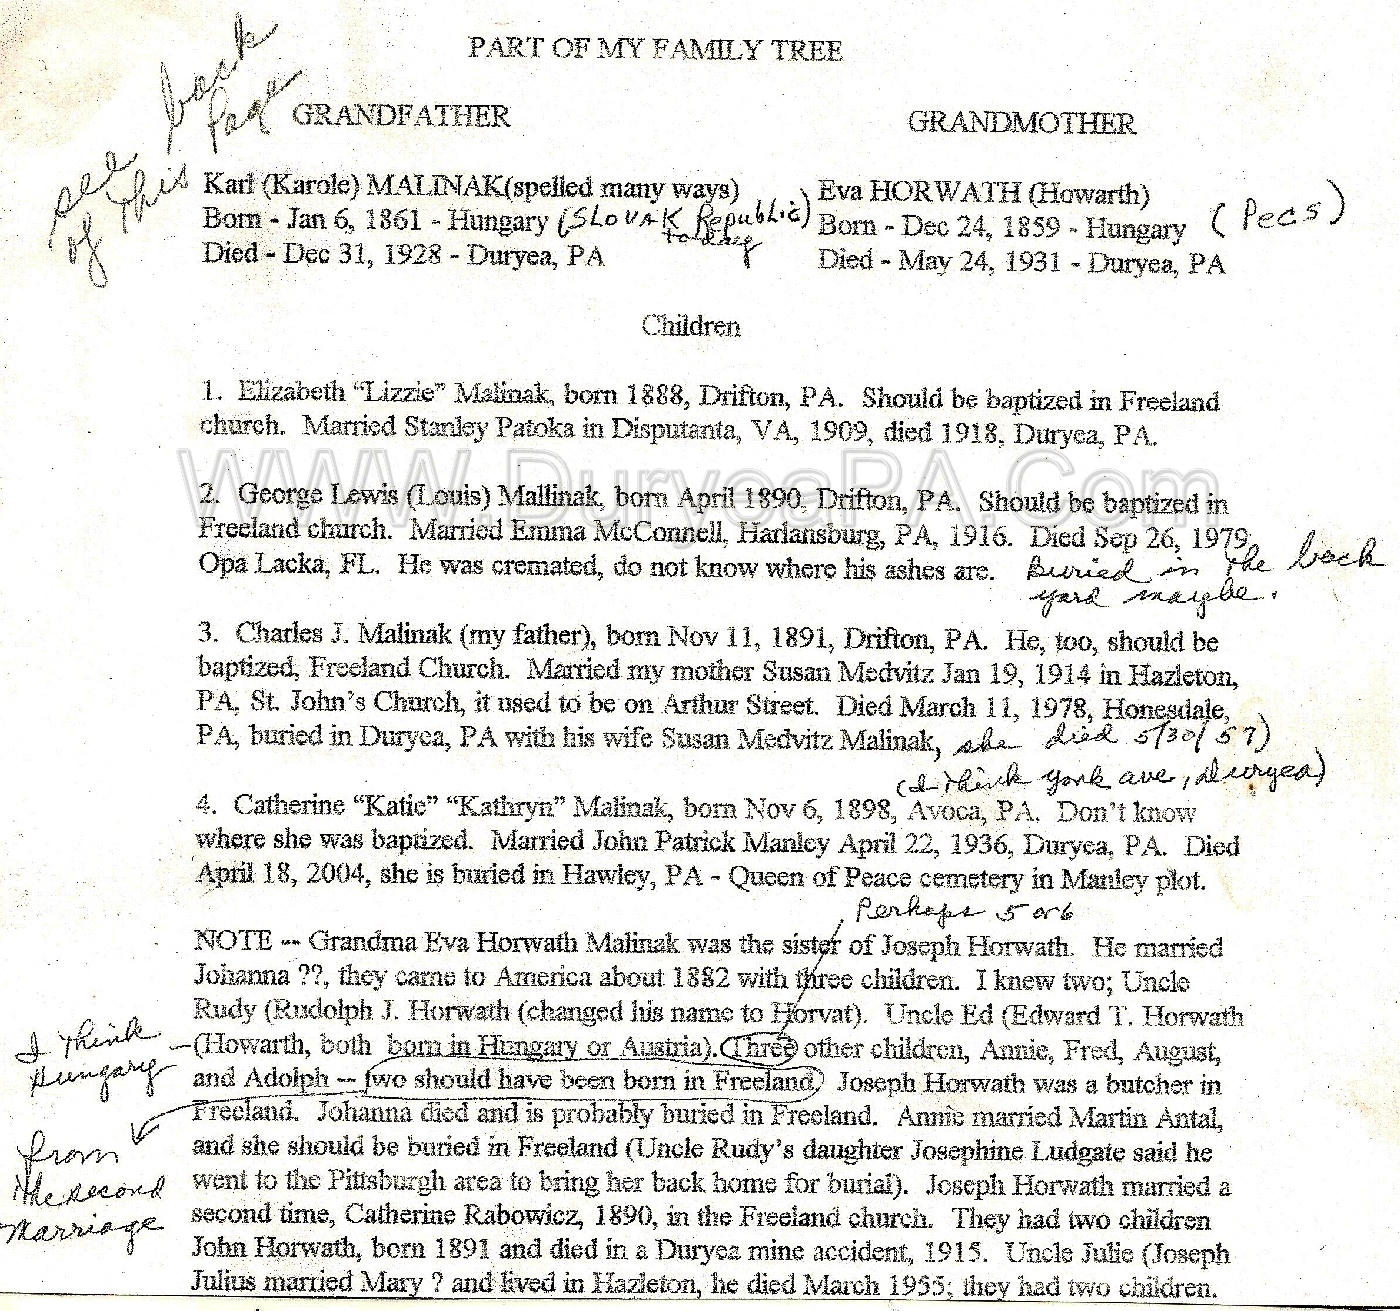 PART OF MY FAMILY TREE
see back
of this page
GRANDFATHER
GRANDMOTHER
Karl (Karole) MALINAK(spelled many ways)
Born - Jan 6, 1861 - Hungary (SLOVAK Republic)
today
Died - Dec 31, 1928 - Duryea, PA
Eva HORWATH (Howarth)
Born - Dec 24, 1859 - Hungary (Pecs)
Died - May 24, 1931 - Duryea, PA
Children
1. Elizabeth “Lizzie” Malinak, born 1888, Drifton, PA. Should be baptized in Freeland
church. Married Stanley Patoka in Disputanta, VA, 1909, died 1918, Duryea, PA.
WWW.DuryeaPA.Com
2. George Lewis (Louis) Mallinak, born April 1890, Drifton, PA. Should be baptized in
Freeland church. Married Emma McConnell, Harlansburg, PA, 1916. Died Sep 26, 1979,
Opa Lacka, FL. He was cremated, do not know where his ashes are. Buried in the back
yard maybe.
3. Charles J. Malinak (my father), born Nov 11, 1891, Drifton, PA. He, too, should be
baptized, Freeland Church. Married my mother Susan Medvitz Jan 19, 1914 in Hazleton,
PA, St. John’s Church, it used to be on Arthur Street. Died March 11, 1978, Honesdale,
PA, buried in Duryea, PA with his wife Susan Medvitz Malinak, she died 5/30/57)
(I think york ave, Duryea)
4. Catherine “Katie” “Kathryn” Malinak, born Nov 6, 1898, Avoca, PA. Don’t know
where she was baptized. Married John Patrick Manley April 22, 1936, Duryea, PA. Died
April 18, 2004, she is buried in Hawley, PA - Queen of Peace cemetery in Manley plot.
Perhaps 5 or 6
NOTE -- Grandma Eva Horwath Malinak was the sister of Joseph Horwath. He married
Johanna ??, they came to America about 1882 with three children. I knew two; Uncle
Rudy (Rudolph J. Horwath (changed his name to Horvat). Uncle Ed (Edward T. Horwath
I think
Hungary
(Howarth, both born in Hungary or Austria). Three other children, Annie, Fred, August,
and Adolph -- two should have been born in Freeland. Joseph Horwath was a butcher in
Freeland. Johanna died and is probably buried in Freeland. Annie married Martin Antal,
from
the second
marriage
and she should be buried in Freeland (Uncle Rudy’s daughter Josephine Ludgate said he
went to the Pittsburgh area to bring her back home for burial). Joseph Horwath married a
second time, Catherine Rabowicz, 1890, in the Freeland church. They had two children
John Horwath, born 1891 and died in a Duryea mine accident, 1915. Uncle Julie (Joseph
Julius married Mary ? and lived in Hazleton, he died March 1955; they had two children.